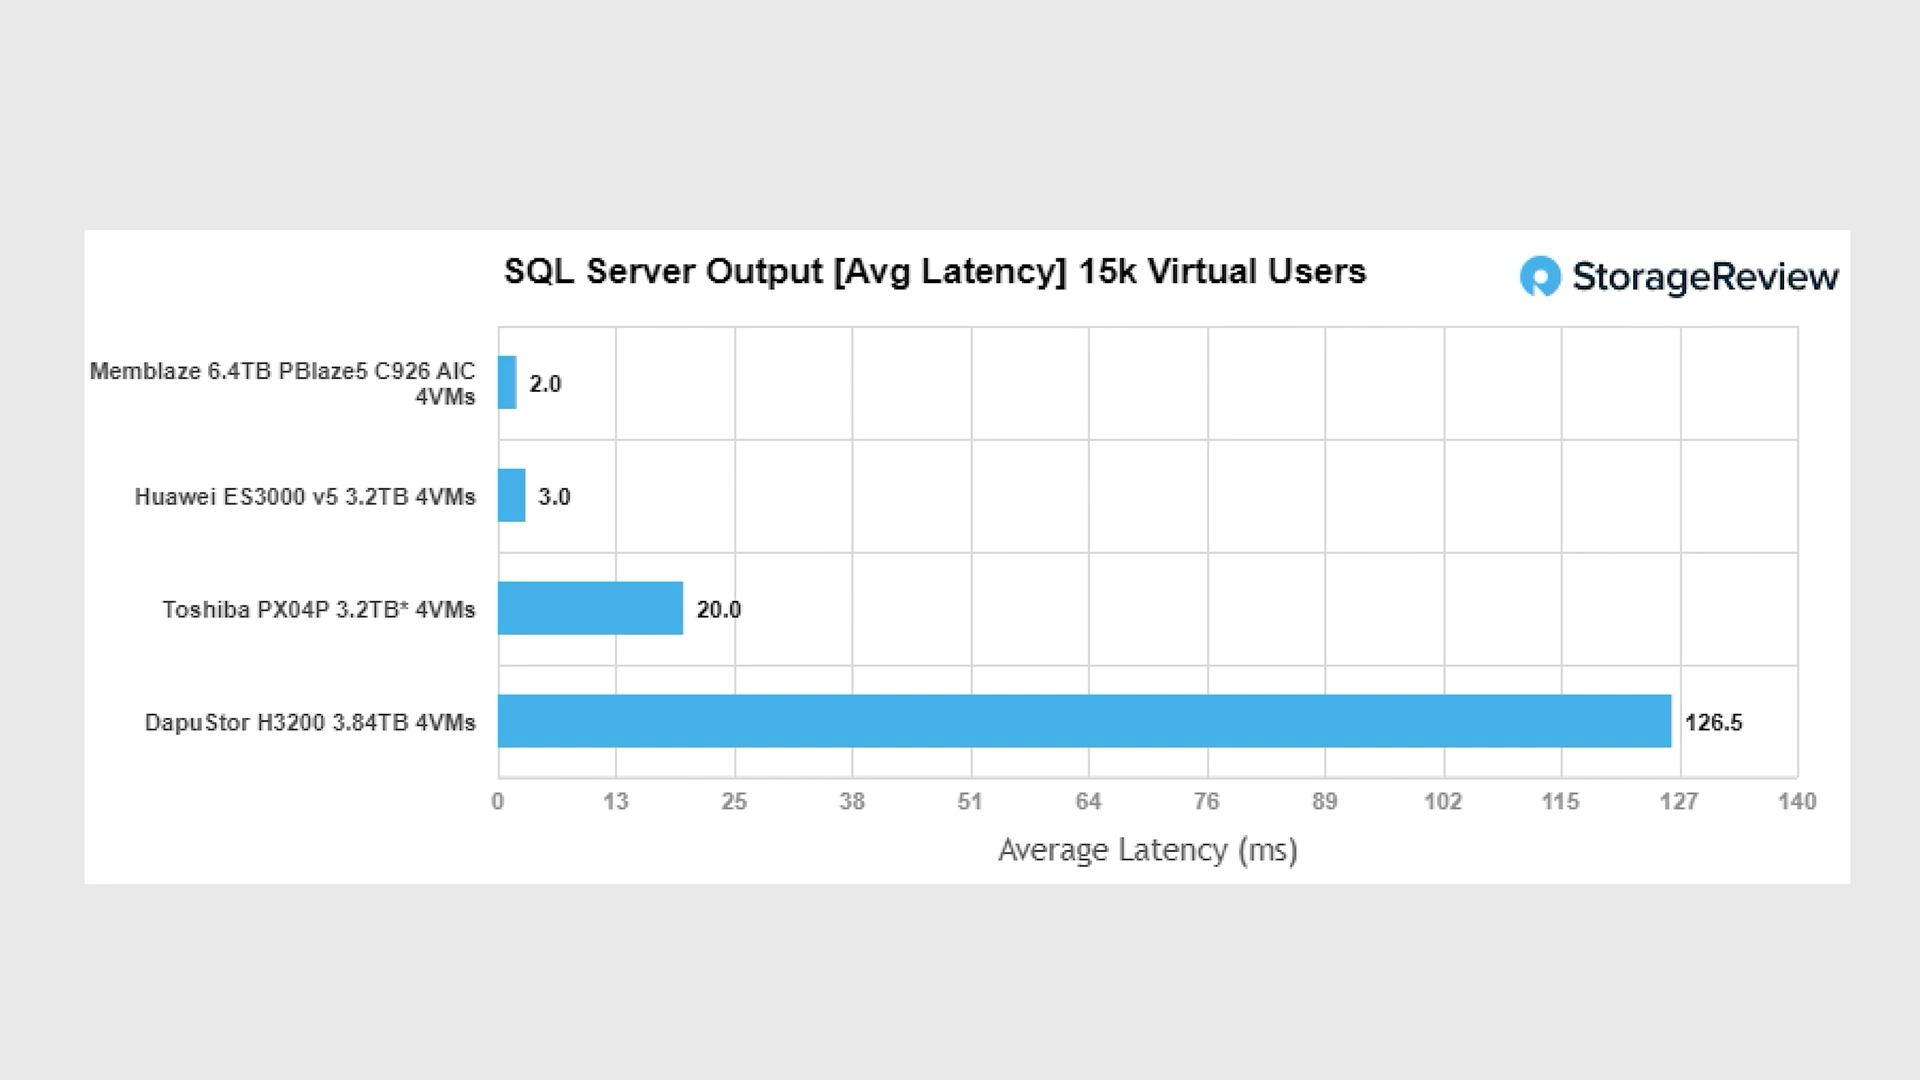 SQL Server Output [Avg Latency] 15k Virtual Users
StorageReview
Memblaze 6.4TB PBlaze5 C926 AIC
4VMs
2.0
Huawei ES3000 v5 3.2TB 4VMs
3.0
Toshiba PX04P 3.2TB* 4VMs
20.0
DapuStor H3200 3.84TB 4VMs
126.5
0 13 25 38 51 64 76 89 102 115 127 140
Average Latency (ms)